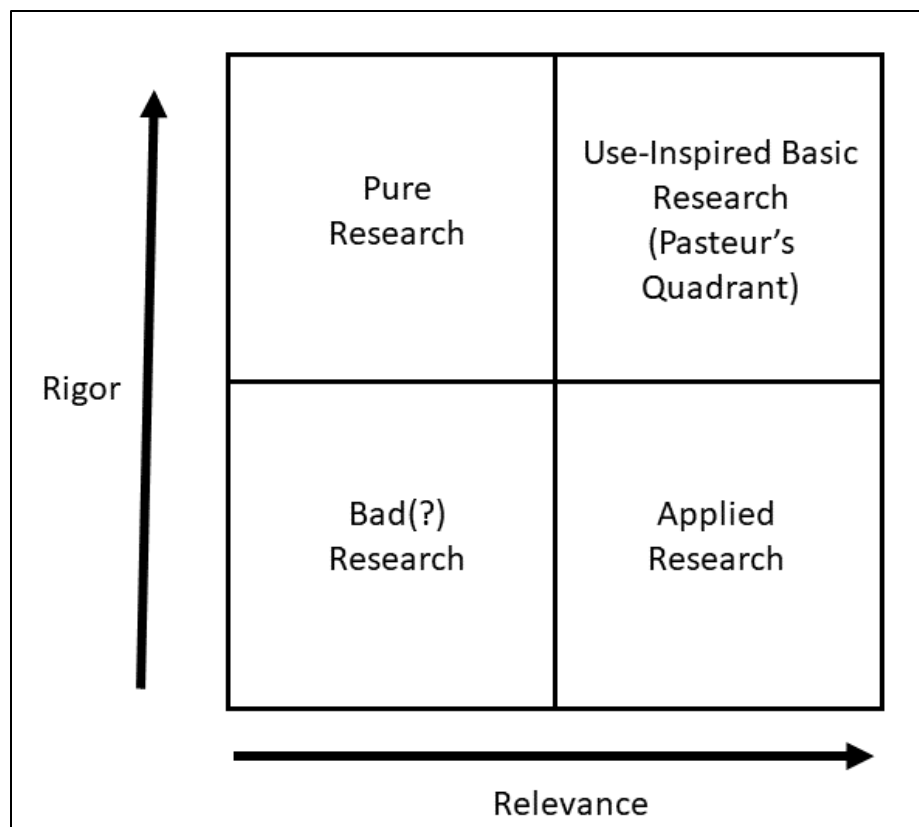 Pure
Research
Use-Inspired Basic
Research
(Pasteur’s
Quadrant)
Rigor
Bad(?)
Research
Applied
Research
Relevance